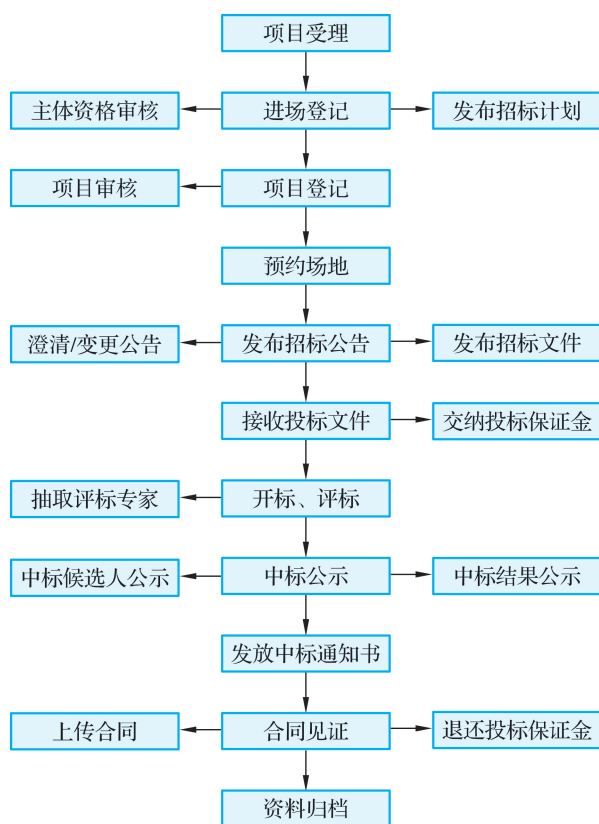 项目受理
主体资格审核
进场登记
发布招标计划
项目审核
项目登记
预约场地
澄清/变更公告
发布招标公告
发布招标文件
接收投标文件
交纳投标保证金
抽取评标专家
开标、评标
中标候选人公示
中标公示
中标结果公示
发放中标通知书
上传合同
合同见证
退还投标保证金
资料归档